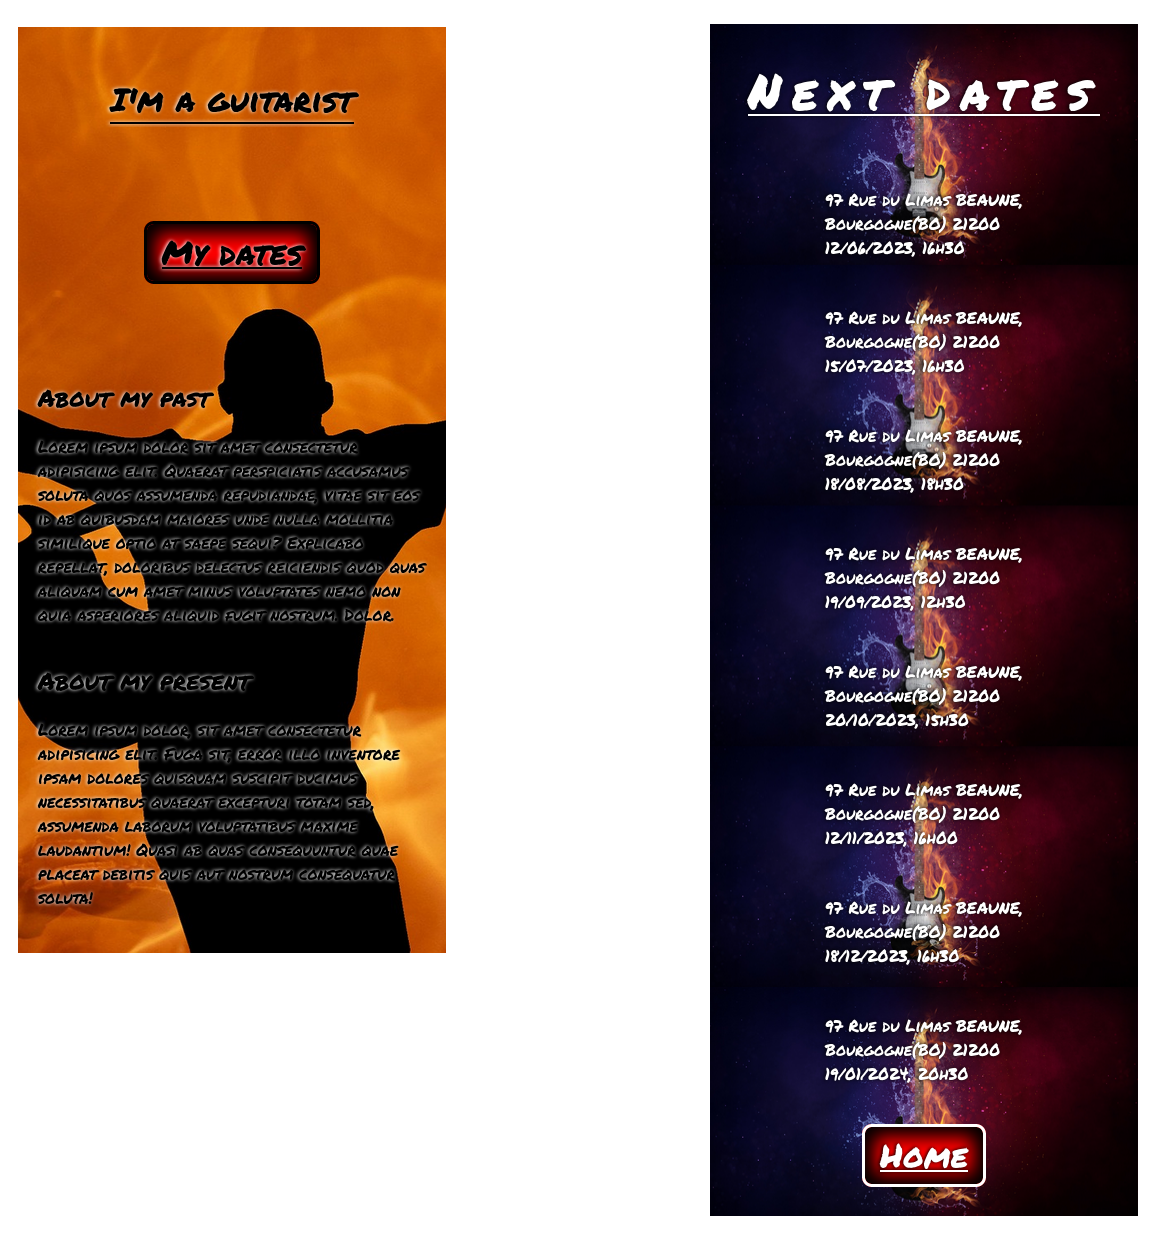 I'm a guitarist
My dates
About my past
Lorem ipsum dolor sit amet consectetur
adipisicing elit. Quaerat perspiciatis accusamus
soluta quos assumenda repudiandae, vitae sit eos
id ab quibusdam maiores unde nulla mollitia
similique optio at saepe sequi? Explicabo
repellat, doloribus delectus reiciendis quod quas
aliquam cum amet minus voluptates nemo non
quia asperiores aliquid fugit nostrum. Dolor.
About my present
Lorem ipsum dolor, sit amet consectetur
adipisicing elit. Fuga sit, error illo inventore
ipsam dolores quisquam suscipit ducimus
necessitatibus quaerat excepturi totam sed,
assumenda laborum voluptatibus maxime
laudantium! Quasi ab quas consequuntur quae
placeat debitis quis aut nostrum consequatur
soluta!
Next dates
97 Rue du Limas BEAUNE,
Bourgogne(BO) 21200
12/06/2023, 16h30
97 Rue du Limas BEAUNE,
Bourgogne(BO) 21200
15/07/2023, 16h30
97 Rue du Limas BEAUNE,
Bourgogne(BO) 21200
18/08/2023, 18h30
97 Rue du Limas BEAUNE,
Bourgogne(BO) 21200
19/09/2023, 12h30
97 Rue du Limas BEAUNE,
Bourgogne(BO) 21200
20/10/2023, 15h30
97 Rue du Limas BEAUNE,
Bourgogne(BO) 21200
12/11/2023, 16h00
97 Rue du Limas BEAUNE,
Bourgogne(BO) 21200
18/12/2023, 16h30
97 Rue du Limas BEAUNE,
Bourgogne(BO) 21200
19/01/2024, 20h30
Home